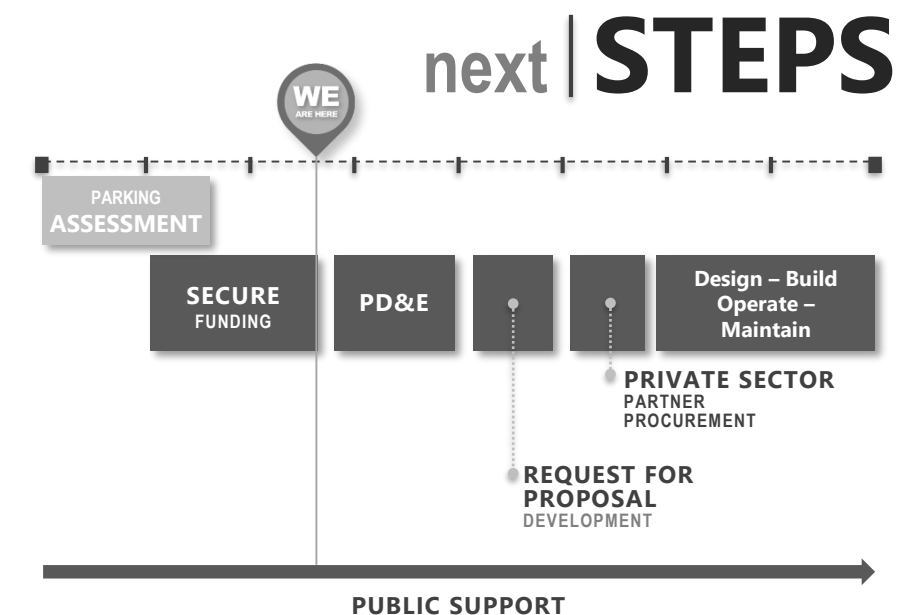 next | STEPS
WE
ARE HERE
PARKING
ASSESSMENT
SECURE
FUNDING
PD&E
Design – Build
Operate –
Maintain
PRIVATE SECTOR
PARTNER
PROCUREMENT
REQUEST FOR
PROPOSAL
DEVELOPMENT
PUBLIC SUPPORT